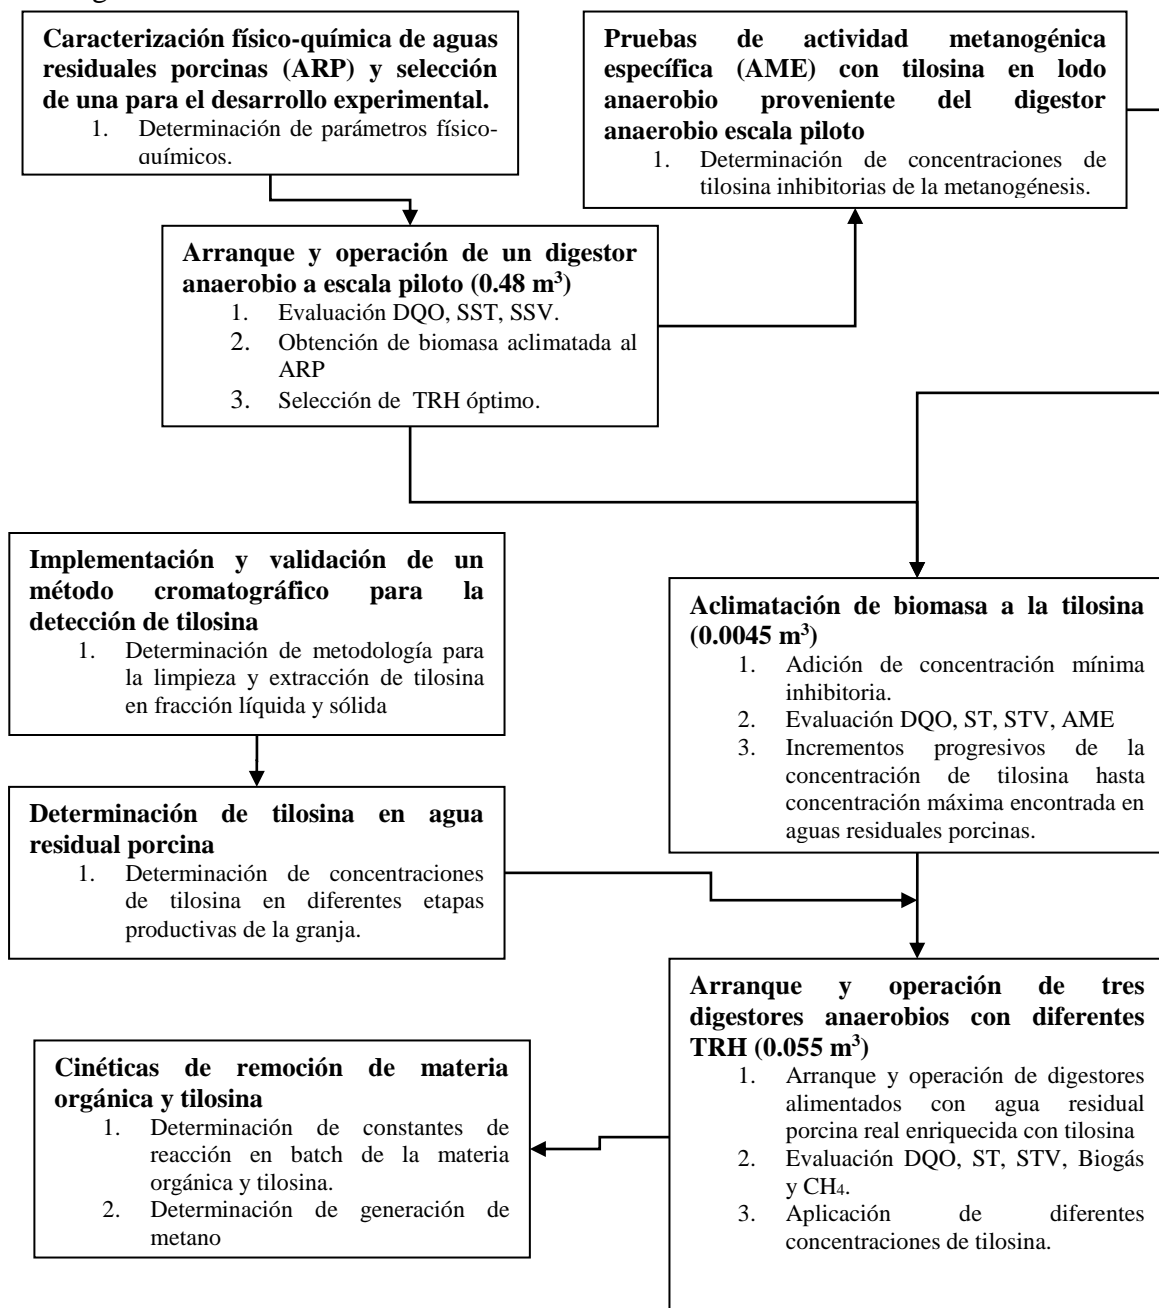 Caracterización físico-química de aguas
residuales porcinas (ARP) y selección
de una para el desarrollo experimental.
1. Determinación de parámetros físico-
químicos.
Pruebas de actividad metanogénica
específica (AME) con tilosina en lodo
anaerobio proveniente del digestor
anaerobio escala piloto
1. Determinación de concentraciones de
tilosina inhibitorias de la metanogénesis.
Arranque y operación de un digestor
anaerobio a escala piloto (0.48 m³)
1. Evaluación DQO, SST, SSV.
2. Obtención de biomasa aclimatada al
ARP
3. Selección de TRH óptimo.
Implementación y validación de un
método cromatográfico para la
detección de tilosina
1. Determinación de metodología para
la limpieza y extracción de tilosina
en fracción líquida y sólida
Aclimatación de biomasa a la tilosina
(0.0045 m³)
1. Adición de concentración mínima
inhibitoria.
2. Evaluación DQO, ST, STV, AME
3. Incrementos progresivos de la
concentración de tilosina hasta
concentración máxima encontrada en
aguas residuales porcinas.
Determinación de tilosina en agua
residual porcina
1. Determinación de concentraciones
de tilosina en diferentes etapas
productivas de la granja.
Arranque y operación de tres
digestores anaerobios con diferentes
TRH (0.055 m³)
1. Arranque y operación de digestores
alimentados con agua residual
porcina real enriquecida con tilosina
2. Evaluación DQO, ST, STV, Biogás
y CH₄.
3. Aplicación de diferentes
concentraciones de tilosina.
Cinéticas de remoción de materia
orgánica y tilosina
1. Determinación de constantes de
reacción en batch de la materia
orgánica y tilosina.
2. Determinación de generación de
metano